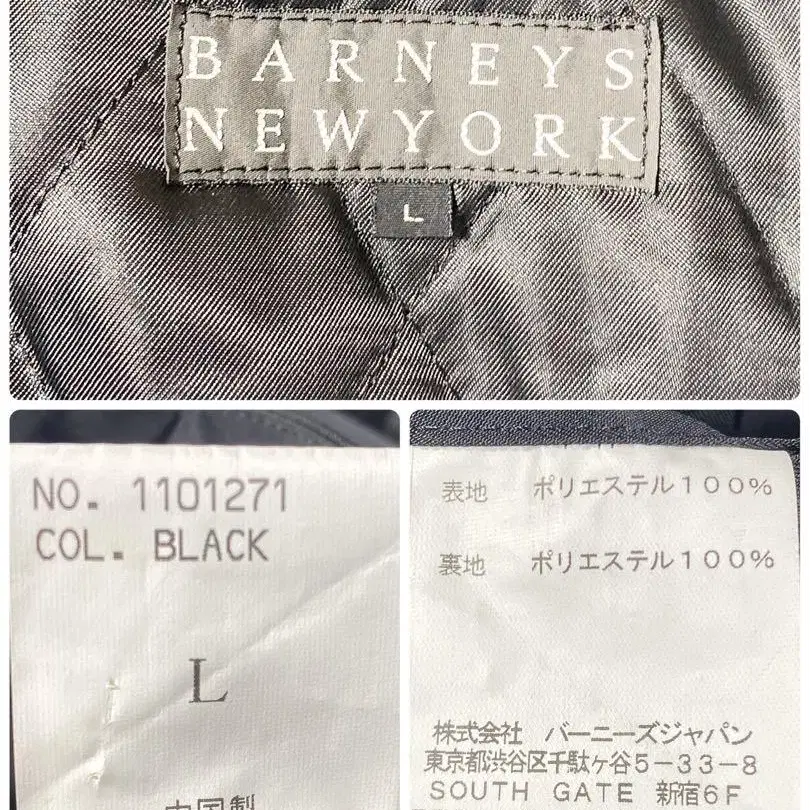 BARNEYS
NEWYORK
L
NO. 1101271
COL. BLACK
L
中国製
表地 ポリエステル100%
裏地 ポリエステル100%
株式会社 バーニーズジャパン
東京都渋谷区千駄ヶ谷5-33-8
SOUTH GATE 新宿6F